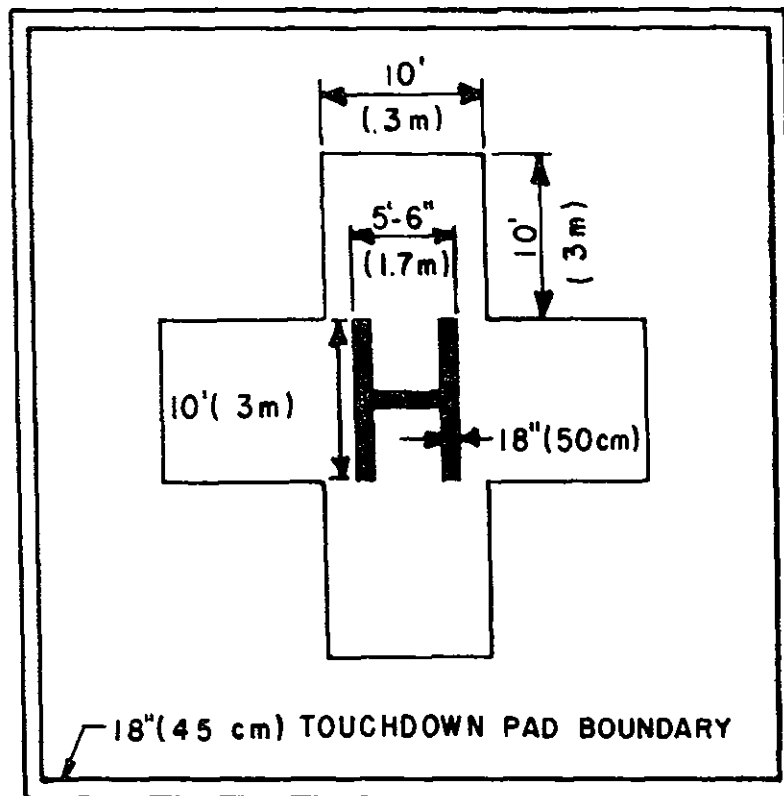 10'
(.3m)
5'-6"
(1.7m)
10'
( 3m)
10'( 3m)
H
18"(50cm)
18"(45 cm) TOUCHDOWN PAD BOUNDARY